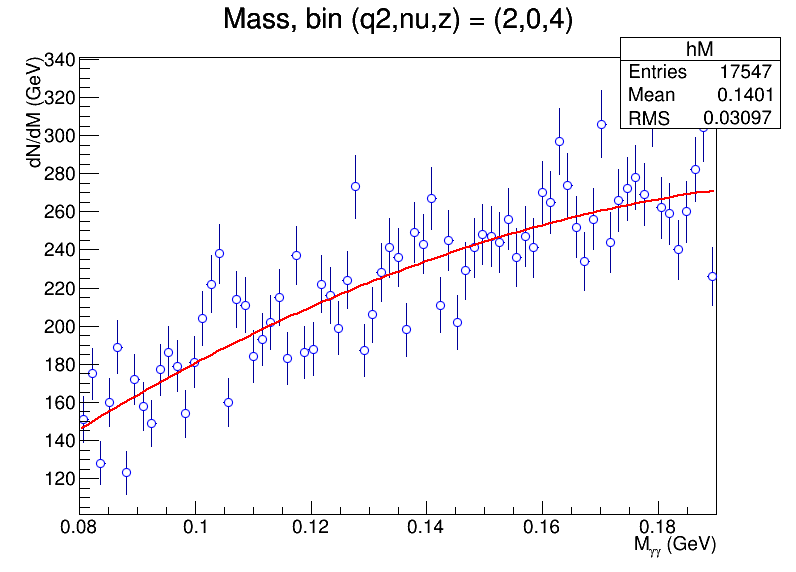 Mass, bin (q2,nu,z) = (2,0,4)
hM
Entries 17547
Mean 0.1401
RMS 0.03097
dN/dM (GeV)
340
320
300
280
260
240
220
200
180
160
140
120
0.08 0.1 0.12 0.14 0.16 0.18
Mγγ (GeV)